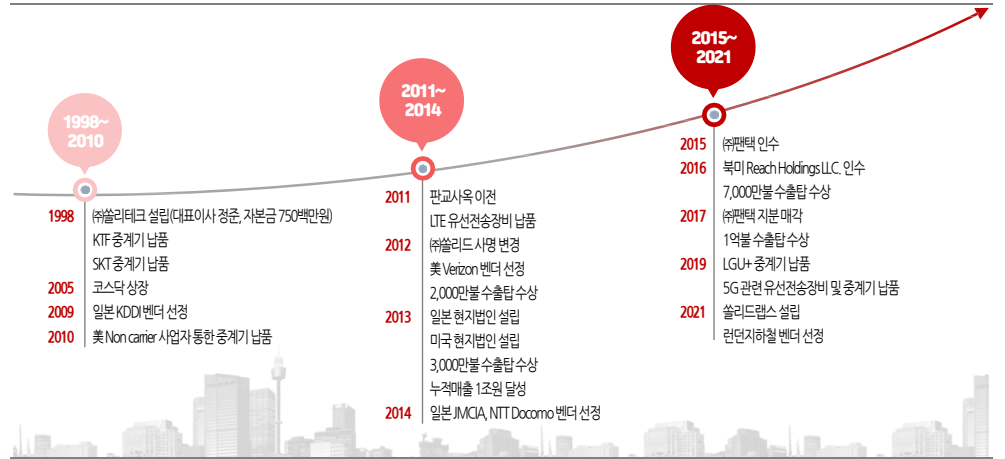 1998~
2010
1998 ㈜쏠리테크 설립(대표이사 정준, 자본금 750백만원)
KTF 중계기 납품
SKT 중계기 납품
2005 코스닥 상장
2009 일본 KDDI 벤더 선정
2010 美 Non carrier 사업자 통한 중계기 납품
2011~
2014
2011 판교사옥 이전
LTE 유선전송장비 납품
2012 ㈜쏠리드 사명 변경
美 Verizon 벤더 선정
2,000만불 수출탑 수상
2013 일본 현지법인 설립
미국 현지법인 설립
3,000만불 수출탑 수상
누적매출 1조원 달성
2014 일본 JMCIA, NTT Docomo 벤더 선정
2015~
2021
2015 ㈜팬택 인수
2016 북미 Reach Holdings LLC. 인수
7,000만불 수출탑 수상
2017 ㈜팬택 지분 매각
1억불 수출탑 수상
2019 LGU+ 중계기 납품
5G 관련 유선전송장비 및 중계기 납품
2021 쏠리드랩스 설립
런던지하철 벤더 선정